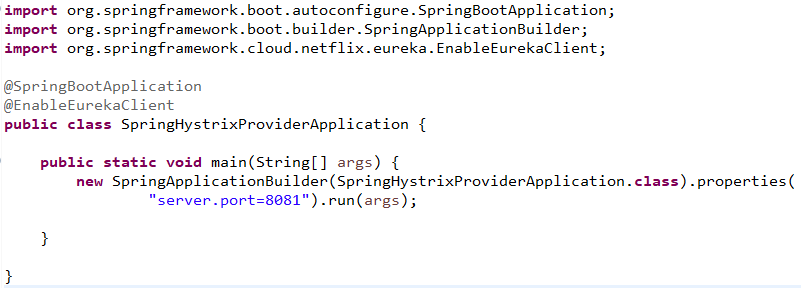 import org.springframework.boot.autoconfigure.SpringBootApplication;
import org.springframework.boot.builder.SpringApplicationBuilder;
import org.springframework.cloud.netflix.eureka.EnableEurekaClient;
@SpringBootApplication
@EnableEurekaClient
public class SpringHystrixProviderApplication {
public static void main(String[] args) {
new SpringApplicationBuilder(SpringHystrixProviderApplication.class).properties(
"server.port=8081").run(args);
}
}